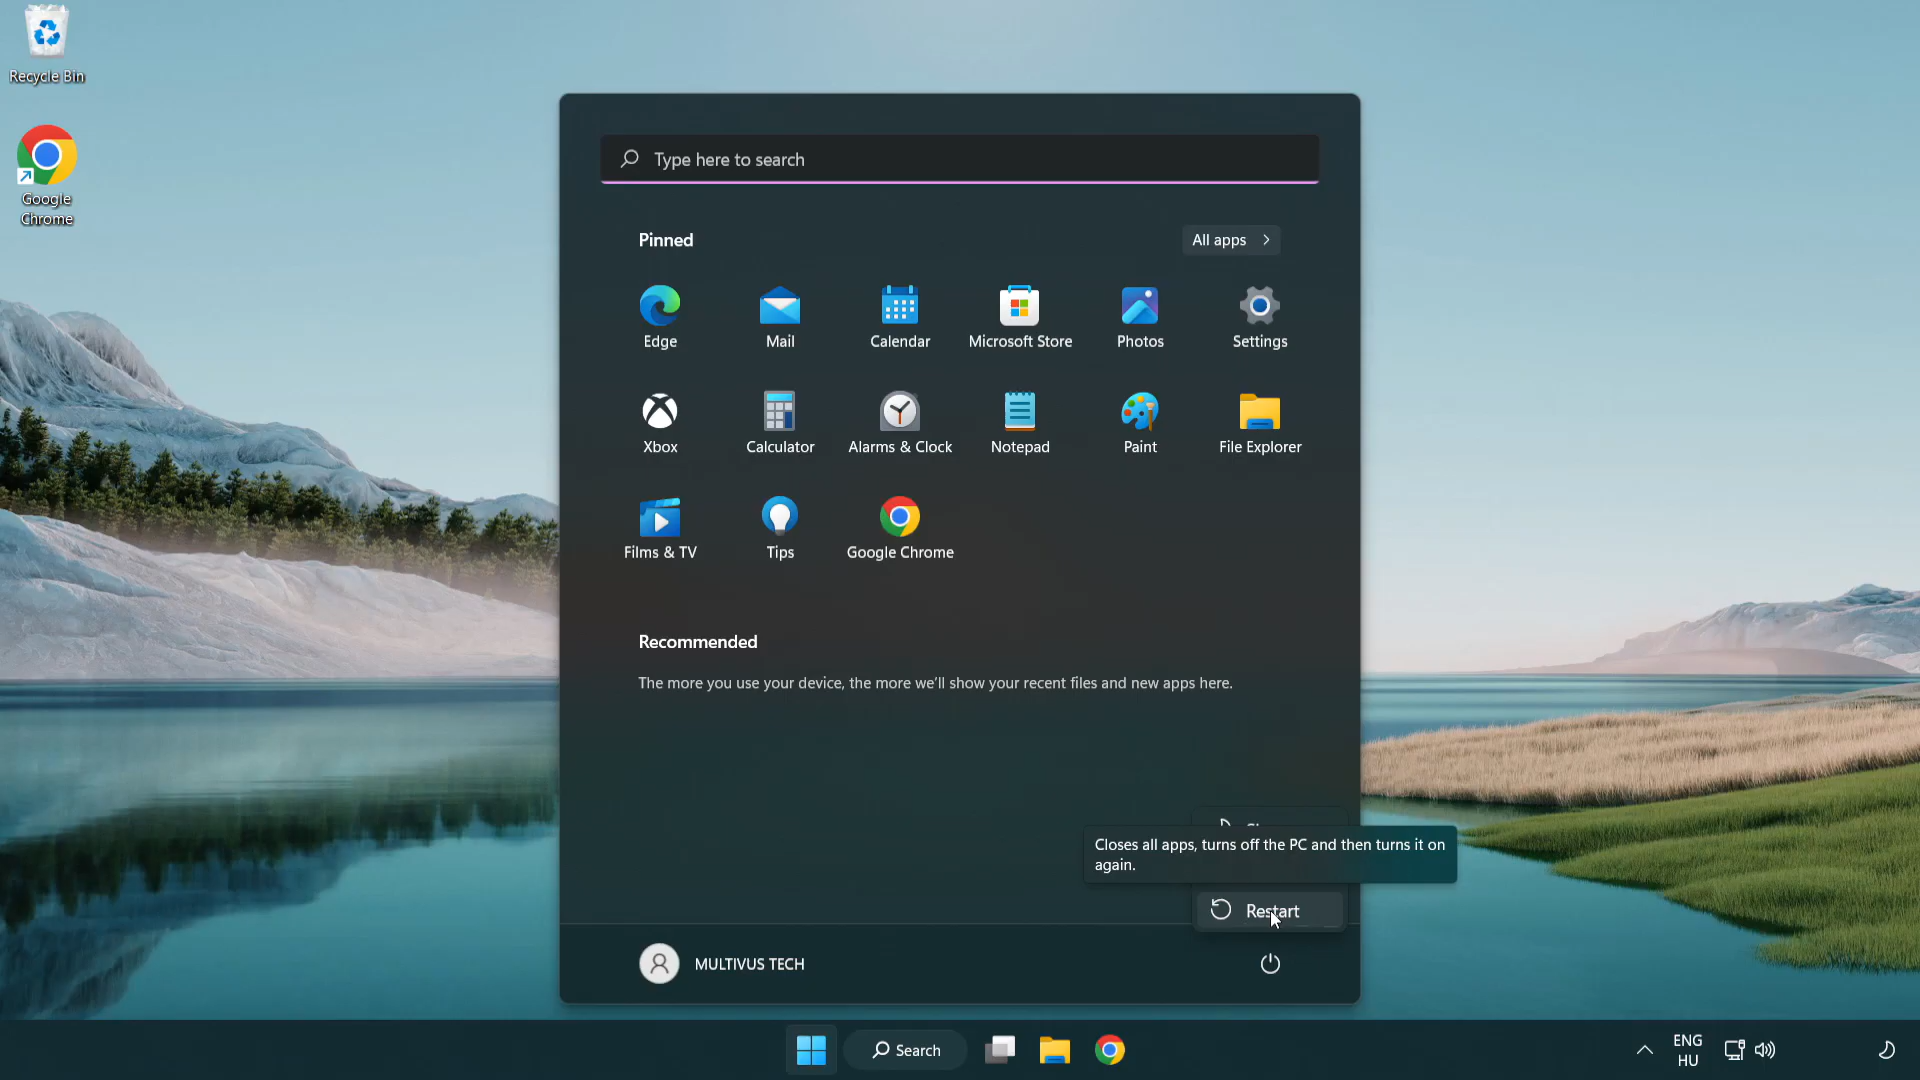 Recycle Bin
Google
Chrome
Type here to search
Pinned
All apps
Edge
Mail
Calendar
Microsoft Store
Photos
Settings
Xbox
Calculator
Alarms & Clock
Notepad
Paint
File Explorer
Films & TV
Tips
Google Chrome
Recommended
The more you use your device, the more we'll show your recent files and new apps here.
Closes all apps, turns off the PC and then turns it on
again.
Restart
MULTIVUS TECH
Search
ENG
HU